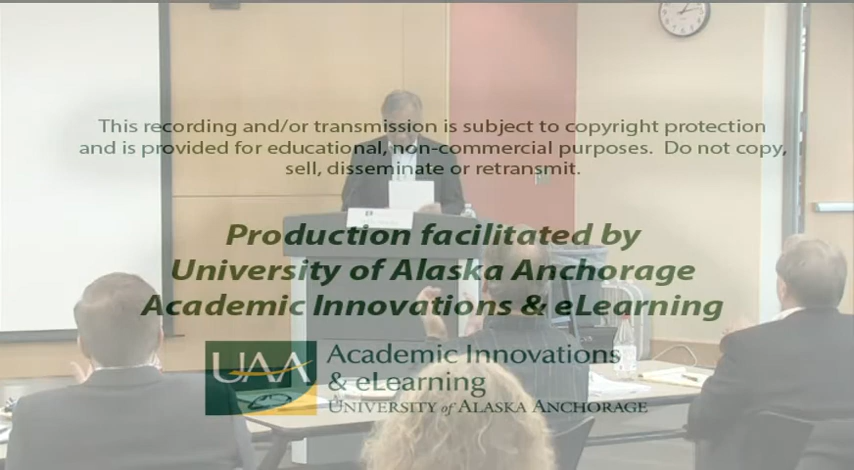 This recording and/or transmission is subject to copyright protection
and is provided for educational, non-commercial purposes.  Do not copy,
sell, disseminate or retransmit.
Production facilitated by
University of Alaska Anchorage
Academic Innovations & eLearning
UAA
Academic Innovations
& eLearning
UNIVERSITY of ALASKA ANCHORAGE